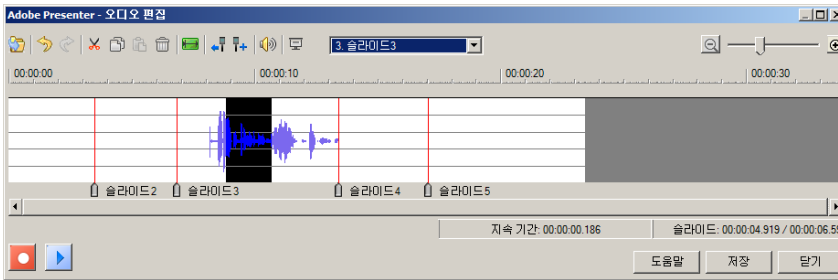 Adobe Presenter - 오디오 편집
3. 슬라이드3
00:00:00 00:00:10 00:00:20 00:00:30
슬라이드2 슬라이드3 슬라이드4 슬라이드5
지속 기간: 00:00:00.186 슬라이드: 00:00:04.919 / 00:00:06.59
도움말 저장 닫기